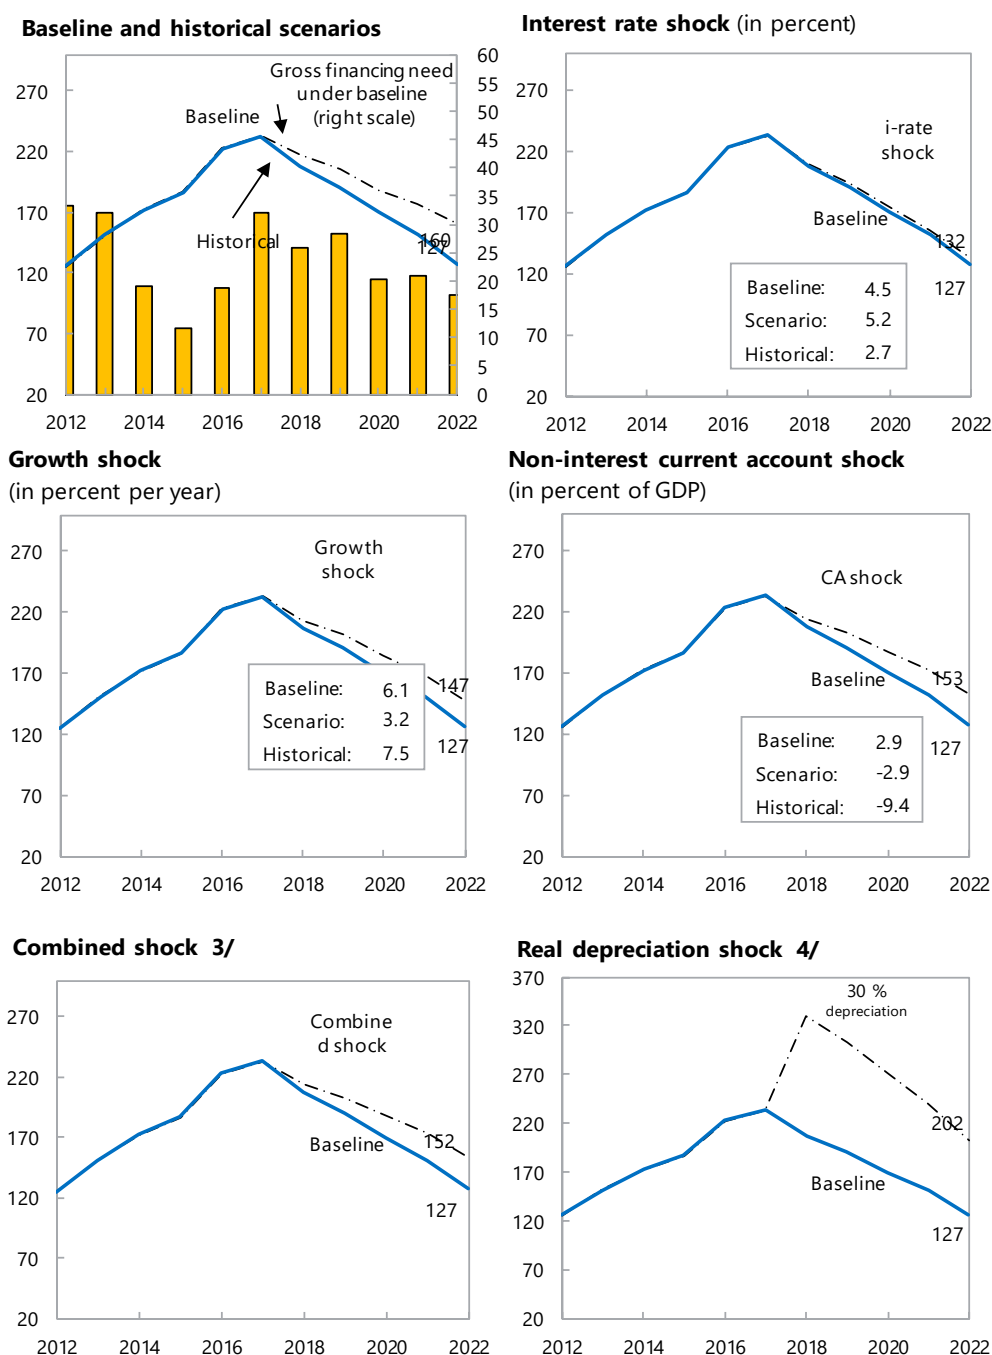 Baseline and historical scenarios
60
270
Gross financing need
55
under baseline
50
Baseline
(right scale)
45
220
40
35
170
30
Historical
160
127
25
120
20
15
70
10
5
20
0
2012
2014
2016
2018
2020
2022
Interest rate shock (in percent)
270
i-rate
shock
220
170
Baseline
132
120
127
Baseline: 4.5
Scenario: 5.2
Historical: 2.7
70
20
2012
2014
2016
2018
2020
2022
Growth shock
(in percent per year)
270
Growth
shock
220
170
147
Baseline: 6.1
Scenario: 3.2
Historical: 7.5
120
127
70
20
2012
2014
2016
2018
2020
2022
Non-interest current account shock
(in percent of GDP)
270
CA shock
220
170
Baseline
153
120
127
Baseline: 2.9
Scenario: -2.9
Historical: -9.4
70
20
2012
2014
2016
2018
2020
2022
Combined shock 3/
270
Combine
d shock
220
170
Baseline
152
120
127
70
20
2012
2014
2016
2018
2020
2022
Real depreciation shock 4/
370
30 %
depreciation
320
270
220
202
170
Baseline
120
127
70
20
2012
2014
2016
2018
2020
2022